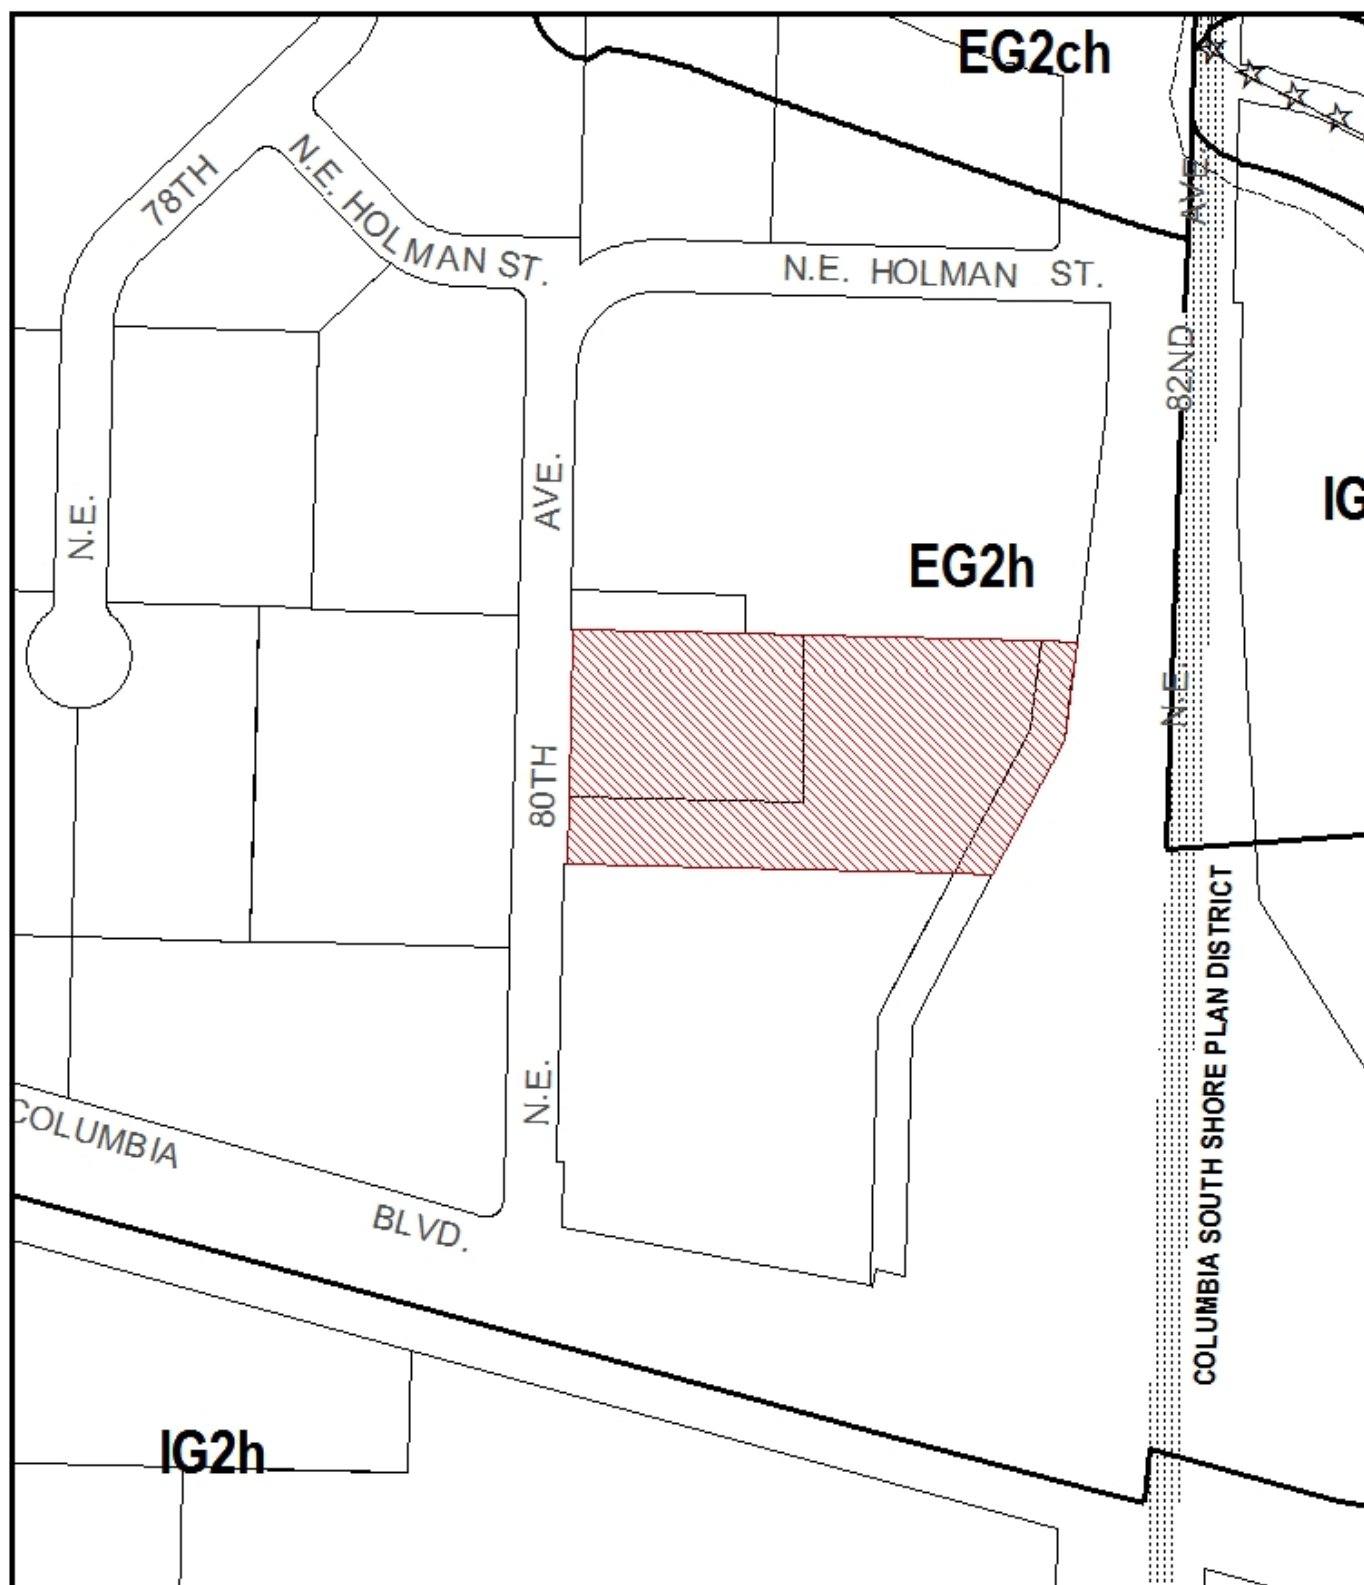 EG2ch
78TH
N.E. HOLMAN ST.
N.E. HOLMAN ST.
AVE
82ND
N.E.
AVE.
80TH
N.E.
N.E.
EG2h
IG
COLUMBIA
BLVD.
COLUMBIA SOUTH SHORE PLAN DISTRICT
IG2h